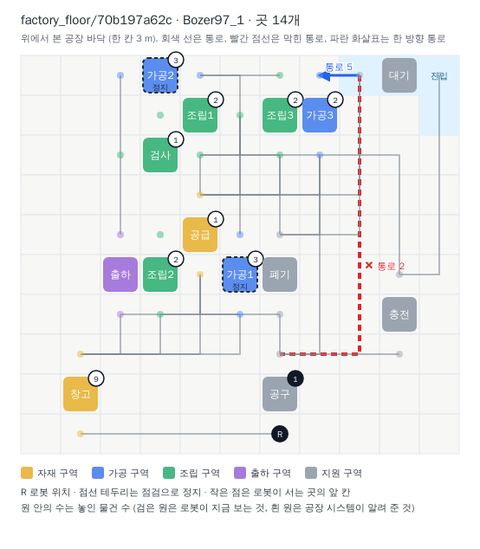 factory_floor/70b197a62c · Bozer97_1 · 곳 14개
위에서 본 공장 바닥 (한 칸 3 m). 회색 선은 통로, 빨간 점선은 막힌 통로, 파란 화살표는 한 방향 통로
3
가공2
정지
통로 5
대기
진입
2
조립1
2
조립3
2
가공3
1
검사
1
공급
출하
2
조립2
3
가공1
정지
폐기
× 통로 2
충전
9
창고
1
공구
R
자재 구역 가공 구역 조립 구역 출하 구역 지원 구역
R 로봇 위치 · 점선 테두리는 점검으로 정지 · 작은 점은 로봇이 서는 곳의 앞 칸
원 안의 수는 놓인 물건 수 (검은 원은 로봇이 지금 보는 것, 흰 원은 공장 시스템이 알려 준 것)